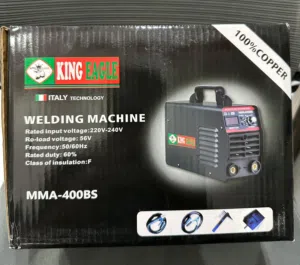 KING EAGLE
ITALY TECHNOLOGY
100%COPPER
WELDING MACHINE
Rated input voltage:220V-240V
Re-load voltage: 56V
Frequency:50/60Hz
Rated duty: 60%
Class of insulation:F
MMA-400BS